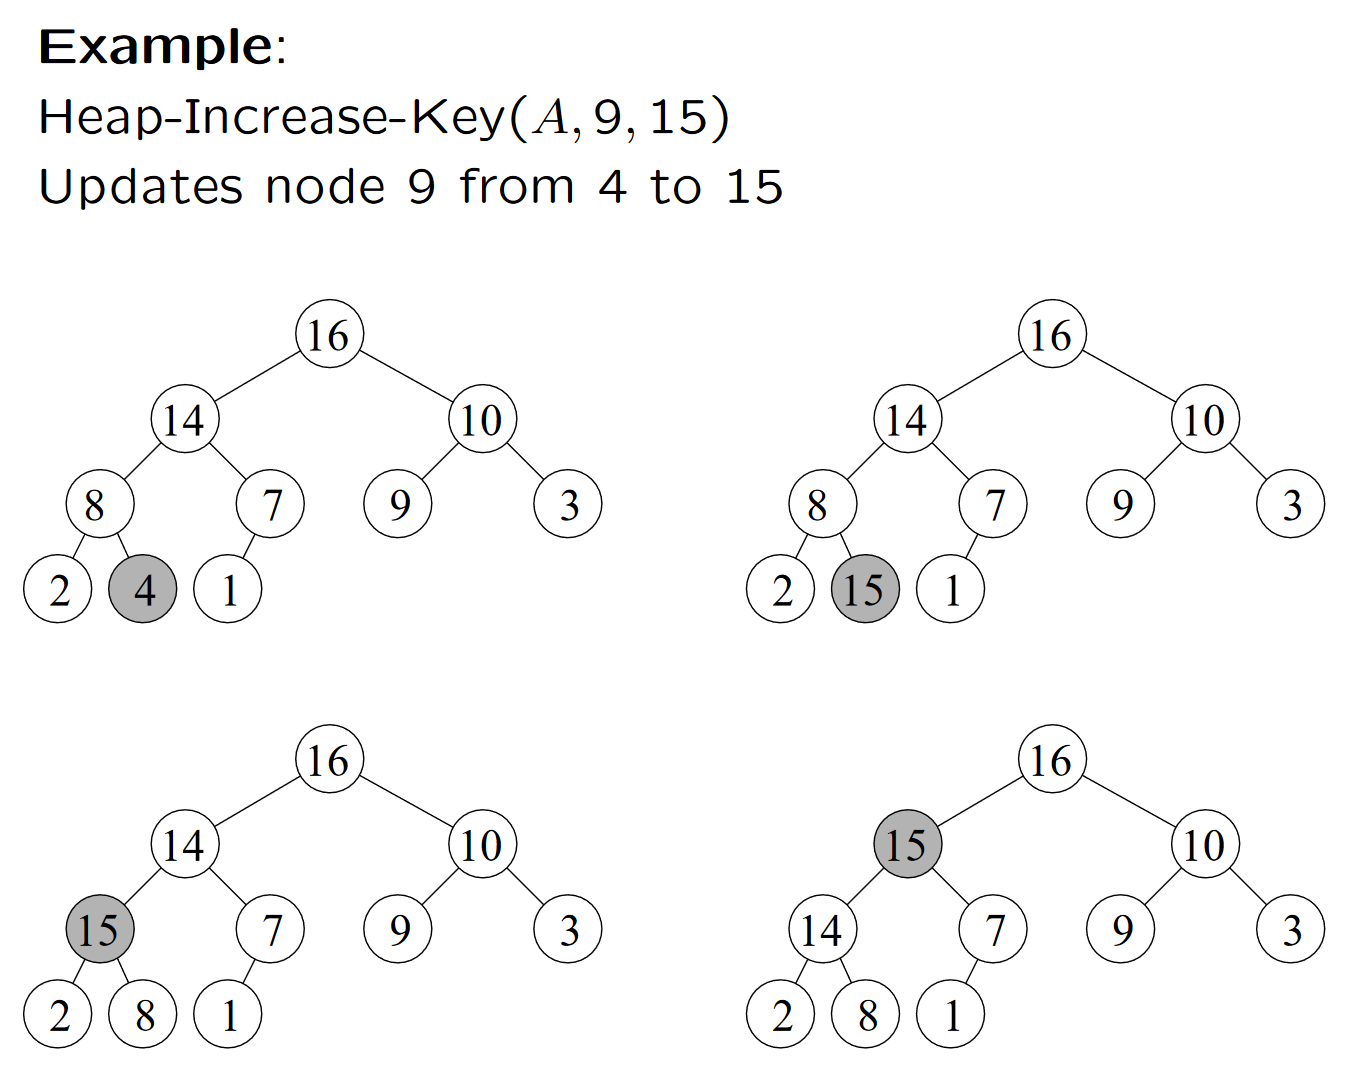 Example:
Heap-Increase-Key(A, 9, 15)
Updates node 9 from 4 to 15
16 16
14 10 14 10
8 7 9 3 8 7 9 3
2 4 1 2 15 1
16 16
14 10 15 10
15 7 9 3 14 7 9 3
2 8 1 2 8 1